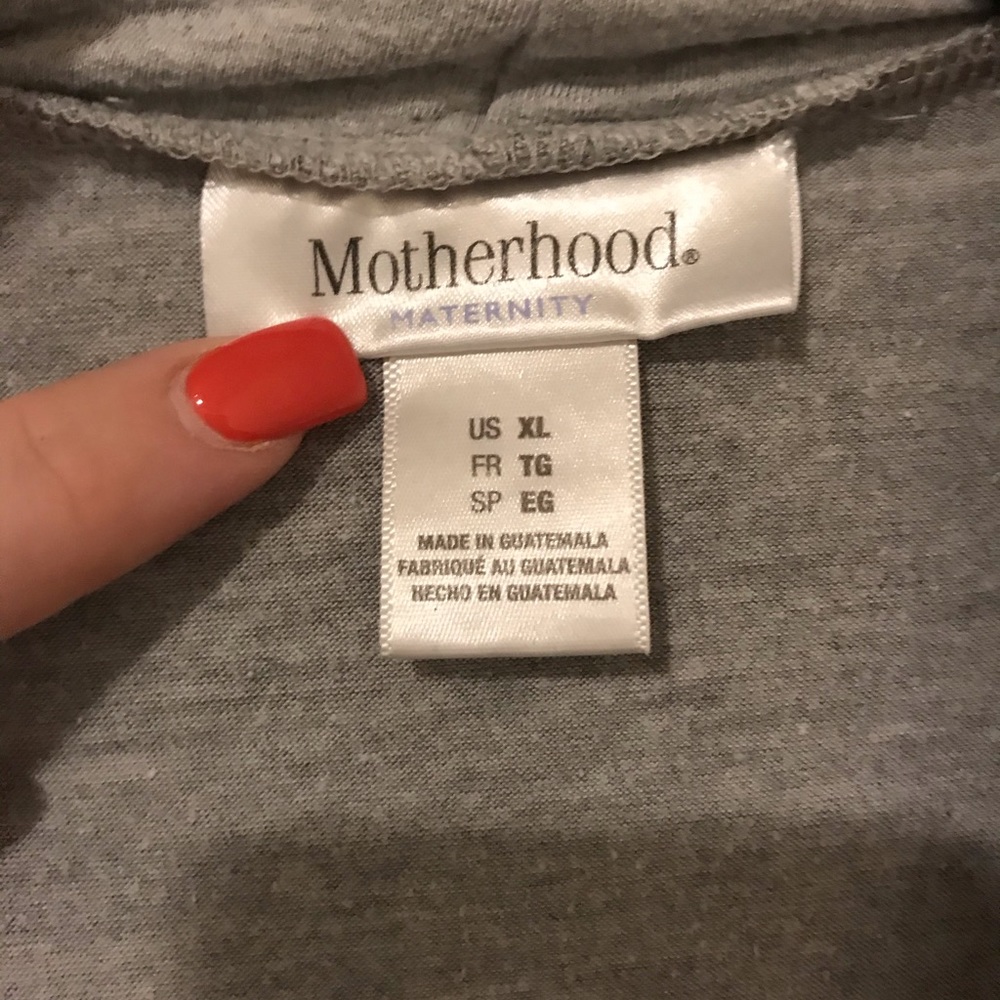 Motherhood®
MATERNITY
US XL
FR TG
SP EG
MADE IN GUATEMALA
FABRIQUÉ AU GUATEMALA
HECHO EN GUATEMALA